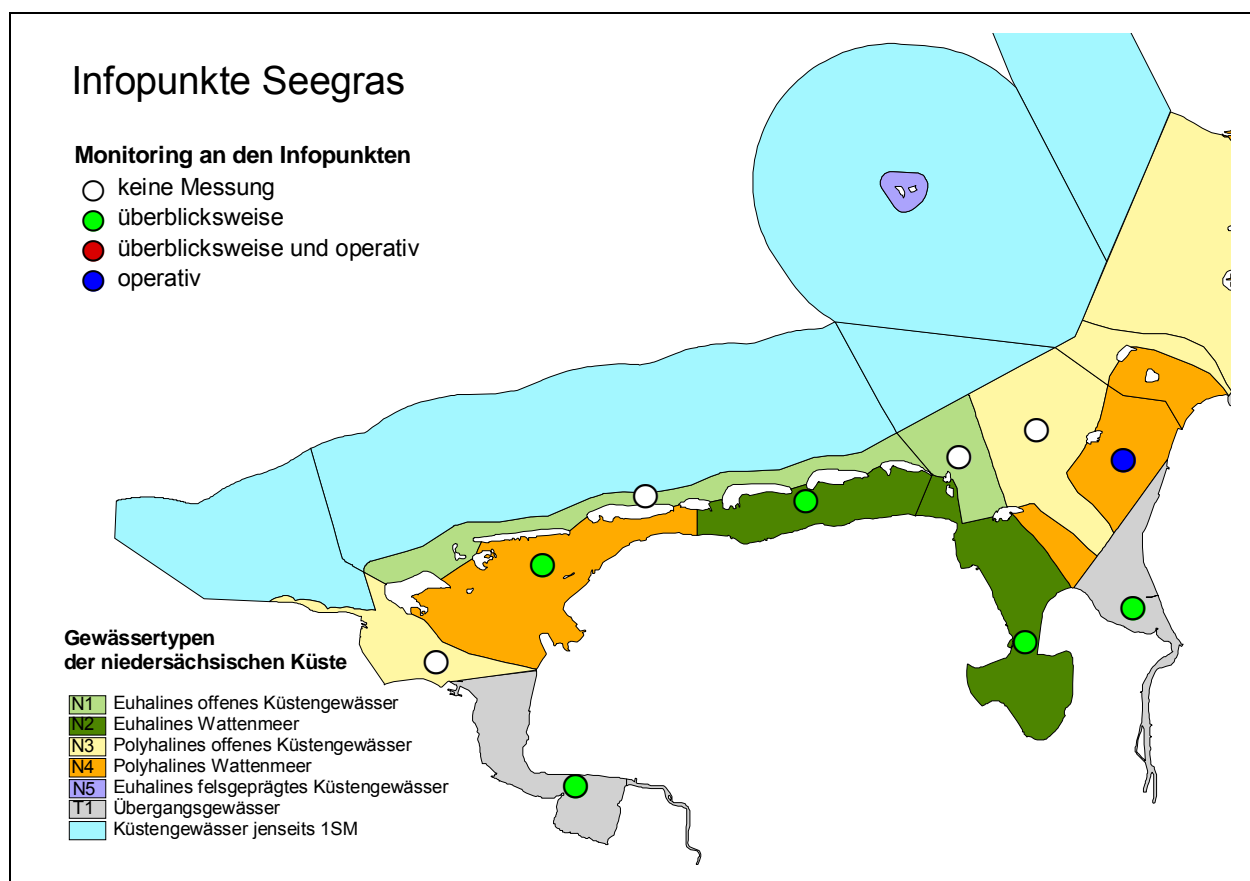 Infopunkte Seegras
Monitoring an den Infopunkten
keine Messung
überblicksweise
überblicksweise und operativ
operativ
Gewässertypen
der niedersächsischen Küste
N1 Euhalines offenes Küstengewässer
N2 Euhalines Wattenmeer
N3 Polyhalines offenes Küstengewässer
N4 Polyhalines Wattenmeer
N5 Euhalines felsgeprägtes Küstengewässer
T1 Übergangsgewässer
Küstengewässer jenseits 1SM